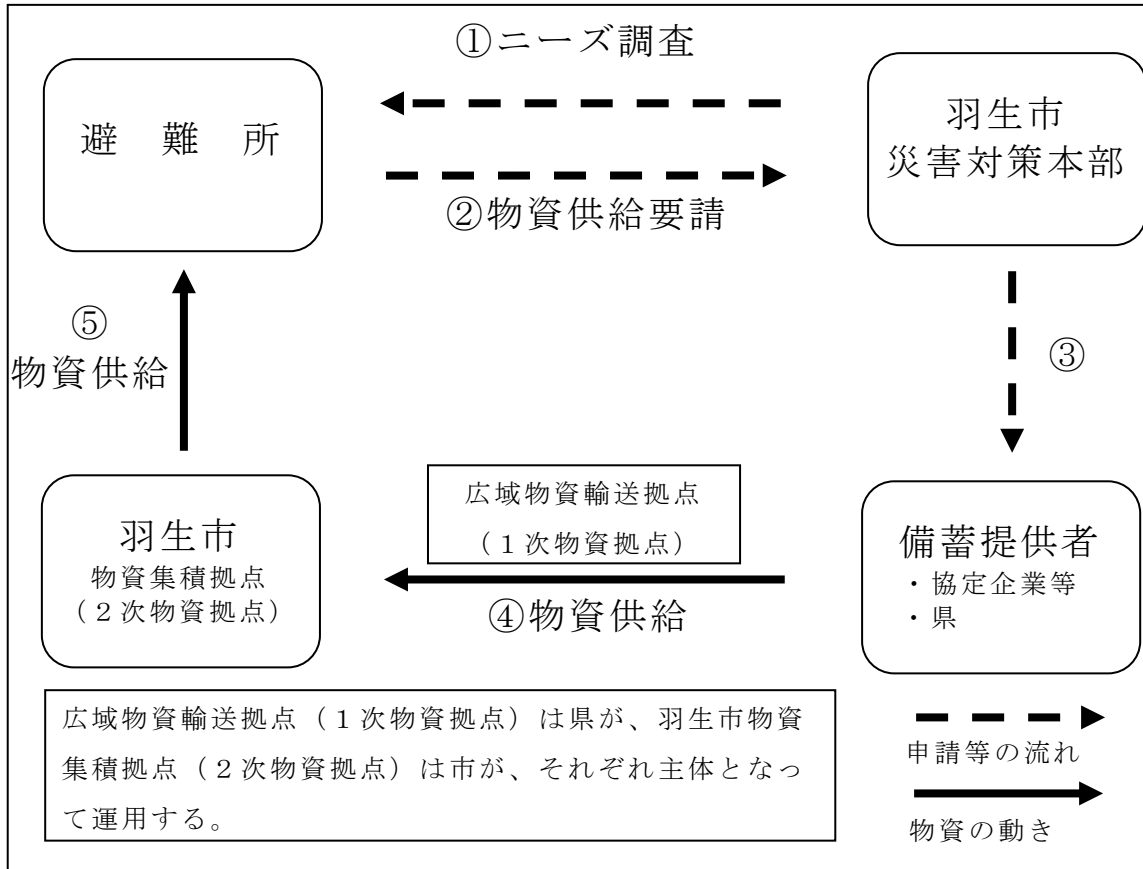 ①ニーズ調査
避　難　所
羽生市
災害対策本部
②物資供給要請
⑤
物資供給
③
広域物資輸送拠点
（１次物資拠点）
羽生市
物資集積拠点
（２次物資拠点）
④物資供給
備蓄提供者
・協定企業等
・県
広域物資輸送拠点（１次物資拠点）は県が、羽生市物資
集積拠点（２次物資拠点）は市が、それぞれ主体となっ
て運用する。
申請等の流れ
物資の動き